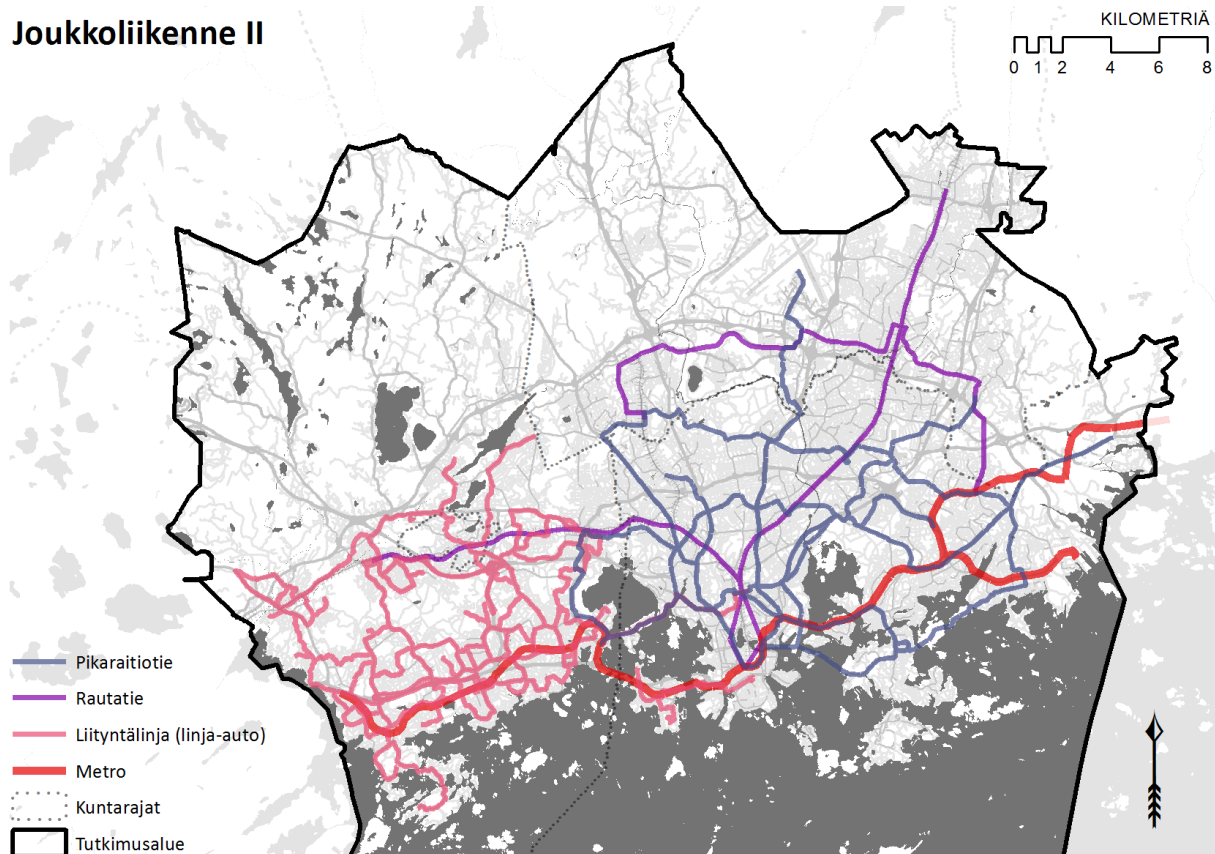 Joukkoliikenne II
KILOMETRIÄ
0 1 2 4 6 8
Pikaraitiotie
Rautatie
Liityntälinja (linja-auto)
Metro
Kuntarajat
Tutkimusalue